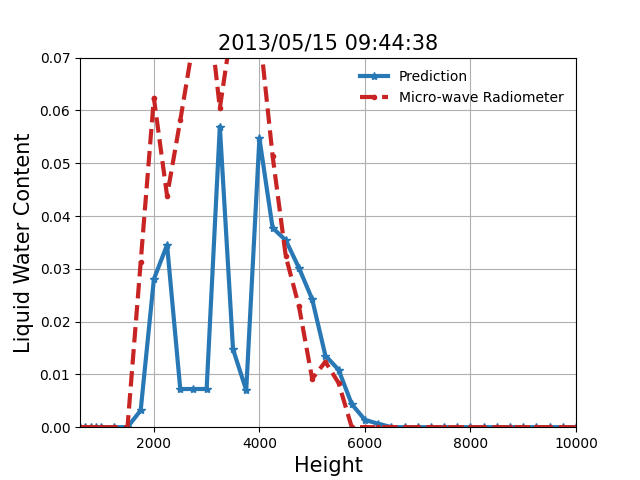 2013/05/15 09:44:38
Prediction
Micro-wave Radiometer
Liquid Water Content
0.07
0.06
0.05
0.04
0.03
0.02
0.01
0.00
2000 4000 6000 8000 10000
Height